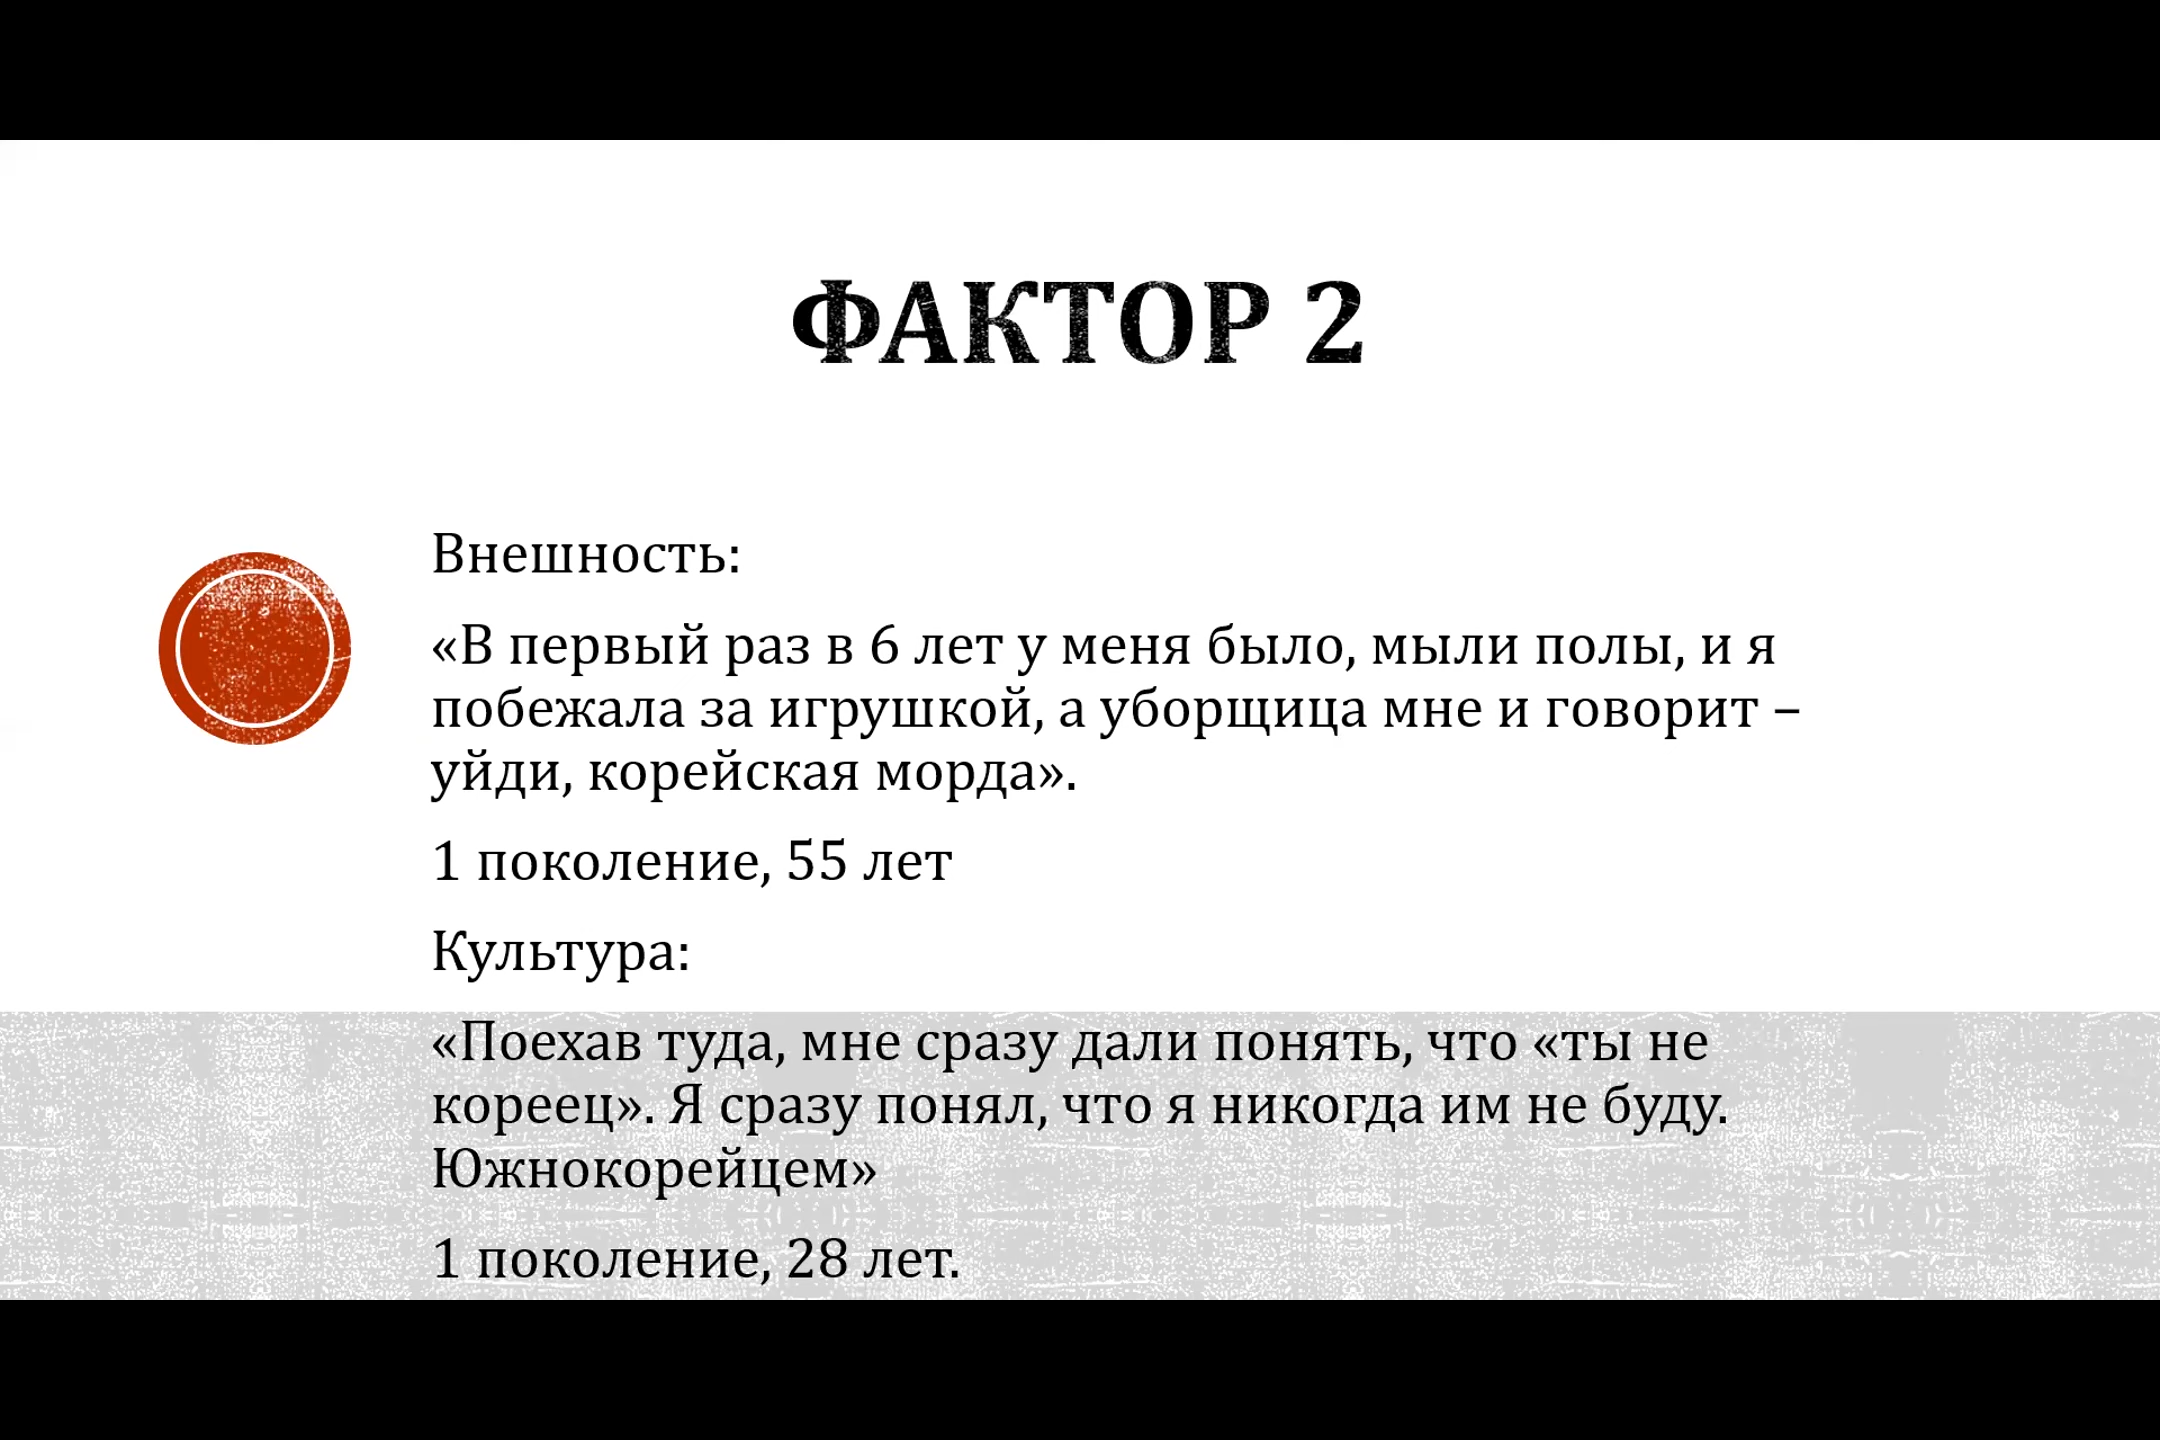 ФАКТОР 2
Внешность:
«В первый раз в 6 лет у меня было, мыли полы, и я
побежала за игрушкой, а уборщица мне и говорит –
уйди, корейская морда».
1 поколение, 55 лет
Культура:
«Поехав туда, мне сразу дали понять, что «ты не
кореец». Я сразу понял, что я никогда им не буду.
Южнокорейцем»
1 поколение, 28 лет.